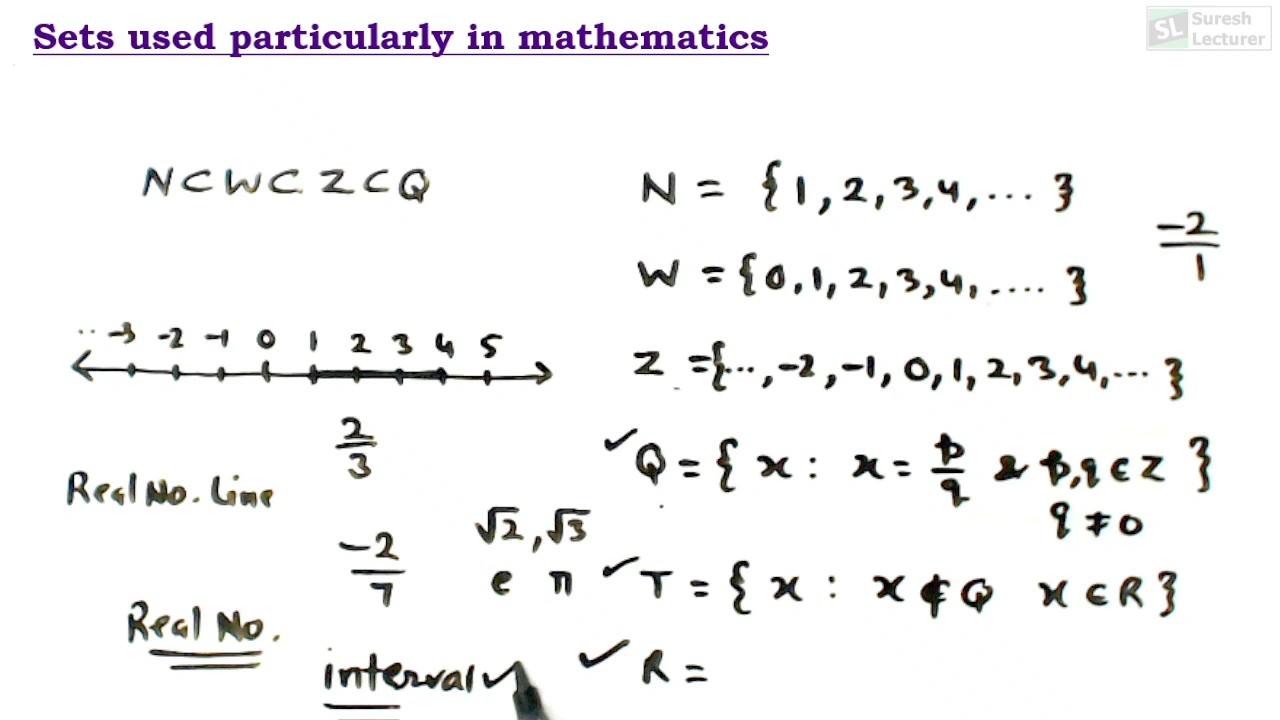 Sets used particularly in mathematics
SL Suresh Lecturer
N ⊂ W ⊂ Z ⊂ Q
·· -3 -2 -1 0 1 2 3 4 5
2/3
Real No. Line
-2/7
√2, √3
e π
Real No.
interval ✓
N = {1, 2, 3, 4, ... }
-2/1
W = {0, 1, 2, 3, 4, .... }
Z = {..., -2, -1, 0, 1, 2, 3, 4, ... }
✓ Q = { x : x = p/q & p, q ∈ Z }
q ≠ 0
✓ T = { x : x ∉ Q x ∈ R }
✓ R =